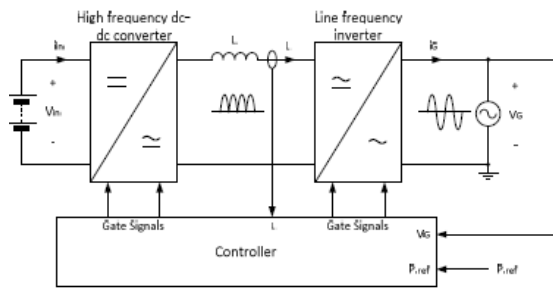 High frequency dc-
dc converter
Line frequency
inverter
Iᴵɴ
L
L
iG
+
VIn
-
+
VG
-
Gate Signals
L
Gate Signals
VG
Controller
P,ref
P,ref